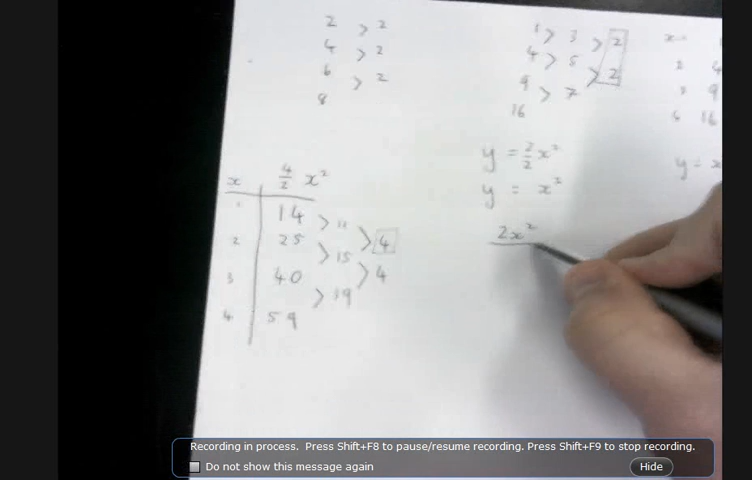 2 > 2
4 > 2
6 > 2
8
1 > 3 > 2
4 > 5 > 2
9 > 7
16
x
1
2 4
3 9
16
y = 2/2 x²
y = x²
y = x
x 4/2 x²
1 14 > 11 > 4
2 25 > 15 > 4
3 40 > 19
4 59
2x²
Recording in process. Press Shift+F8 to pause/resume recording. Press Shift+F9 to stop recording.
Do not show this message again
Hide